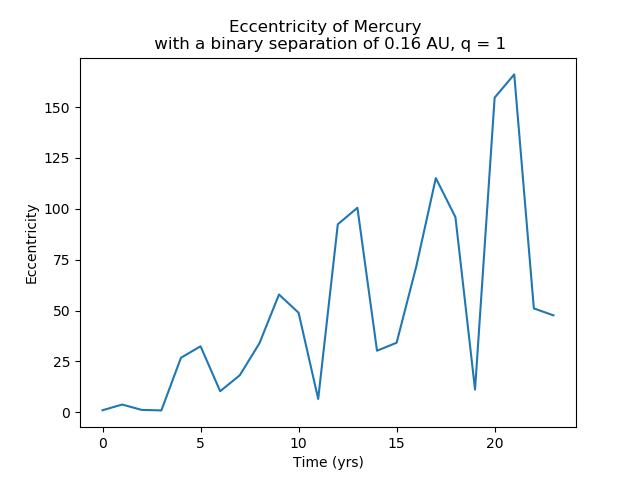 Eccentricity of Mercury
with a binary separation of 0.16 AU, q = 1
150
125
100
75
50
25
0
Eccentricity
0 5 10 15 20
Time (yrs)